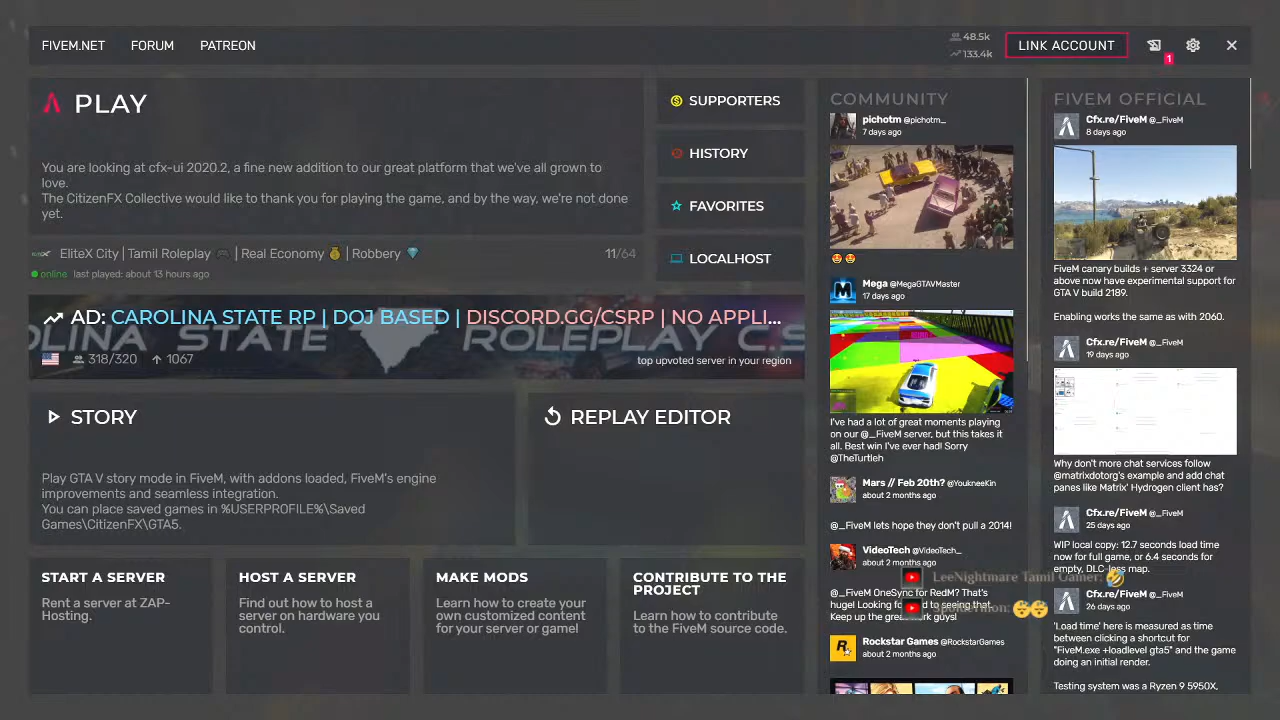 FIVEM.NET
FORUM
PATREON
48.5k
133.4k
LINK ACCOUNT
1
PLAY
You are looking at cfx-ui 2020.2, a fine new addition to our great platform that we've all grown to
love.
The CitizenFX Collective would like to thank you for playing the game, and by the way, we're not done
yet.
EliteX City | Tamil Roleplay 🎮 | Real Economy 💰 | Robbery 💎
11/64
online last played: about 13 hours ago
SUPPORTERS
HISTORY
FAVORITES
LOCALHOST
AD: CAROLINA STATE RP | DOJ BASED | DISCORD.GG/CSRP | NO APPLI...
318/320
1067
top upvoted server in your region
STORY
Play GTA V story mode in FiveM, with addons loaded, FiveM's engine
improvements and seamless integration.
You can place saved games in %USERPROFILE%\Saved
Games\CitizenFX\GTA5.
REPLAY EDITOR
START A SERVER
Rent a server at ZAP-
Hosting.
HOST A SERVER
Find out how to host a
server on hardware you
control.
MAKE MODS
Learn how to create your
own customized content
for your server or game!
CONTRIBUTE TO THE
PROJECT
Learn how to contribute
to the FiveM source code.
COMMUNITY
pichotm @pichotm_
7 days ago
😍😍
Mega @MegaGTAVMaster
17 days ago
I've had a lot of great moments playing
on our @_FiveM server, but this takes it
all. Best win I've ever had! Sorry
@TheTurtleh
Mars // Feb 20th? @YoukneeKin
about 2 months ago
@_FiveM lets hope they don't pull a 2014!
VideoTech @VideoTech_
about 2 months ago
@_FiveM OneSync for RedM? That's
huge! Looking d to seeing that.
Keep up the great guys!
Rockstar Games @RockstarGames
about 2 months ago
FIVEM OFFICIAL
Cfx.re/FiveM @_FiveM
8 days ago
FiveM canary builds + server 3324 or
above now have experimental support for
GTA V build 2189.
Enabling works the same as with 2060.
Cfx.re/FiveM @_FiveM
19 days ago
Why don't more chat services follow
@matrixdotorg's example and add chat
panes like Matrix' Hydrogen client has?
Cfx.re/FiveM @_FiveM
25 days ago
WIP local copy: 12.7 seconds load time
now for full game, or 6.4 seconds for
empty, DLC-less map.
Cfx.re/FiveM @_FiveM
26 days ago
'Load time' here is measured as time
between clicking a shortcut for
"FiveM.exe +loadlevel gta5" and the game
doing an initial render.
Testing system was a Ryzen 9 5950X,
LeeNightmare Tamil Gamer: 🤣